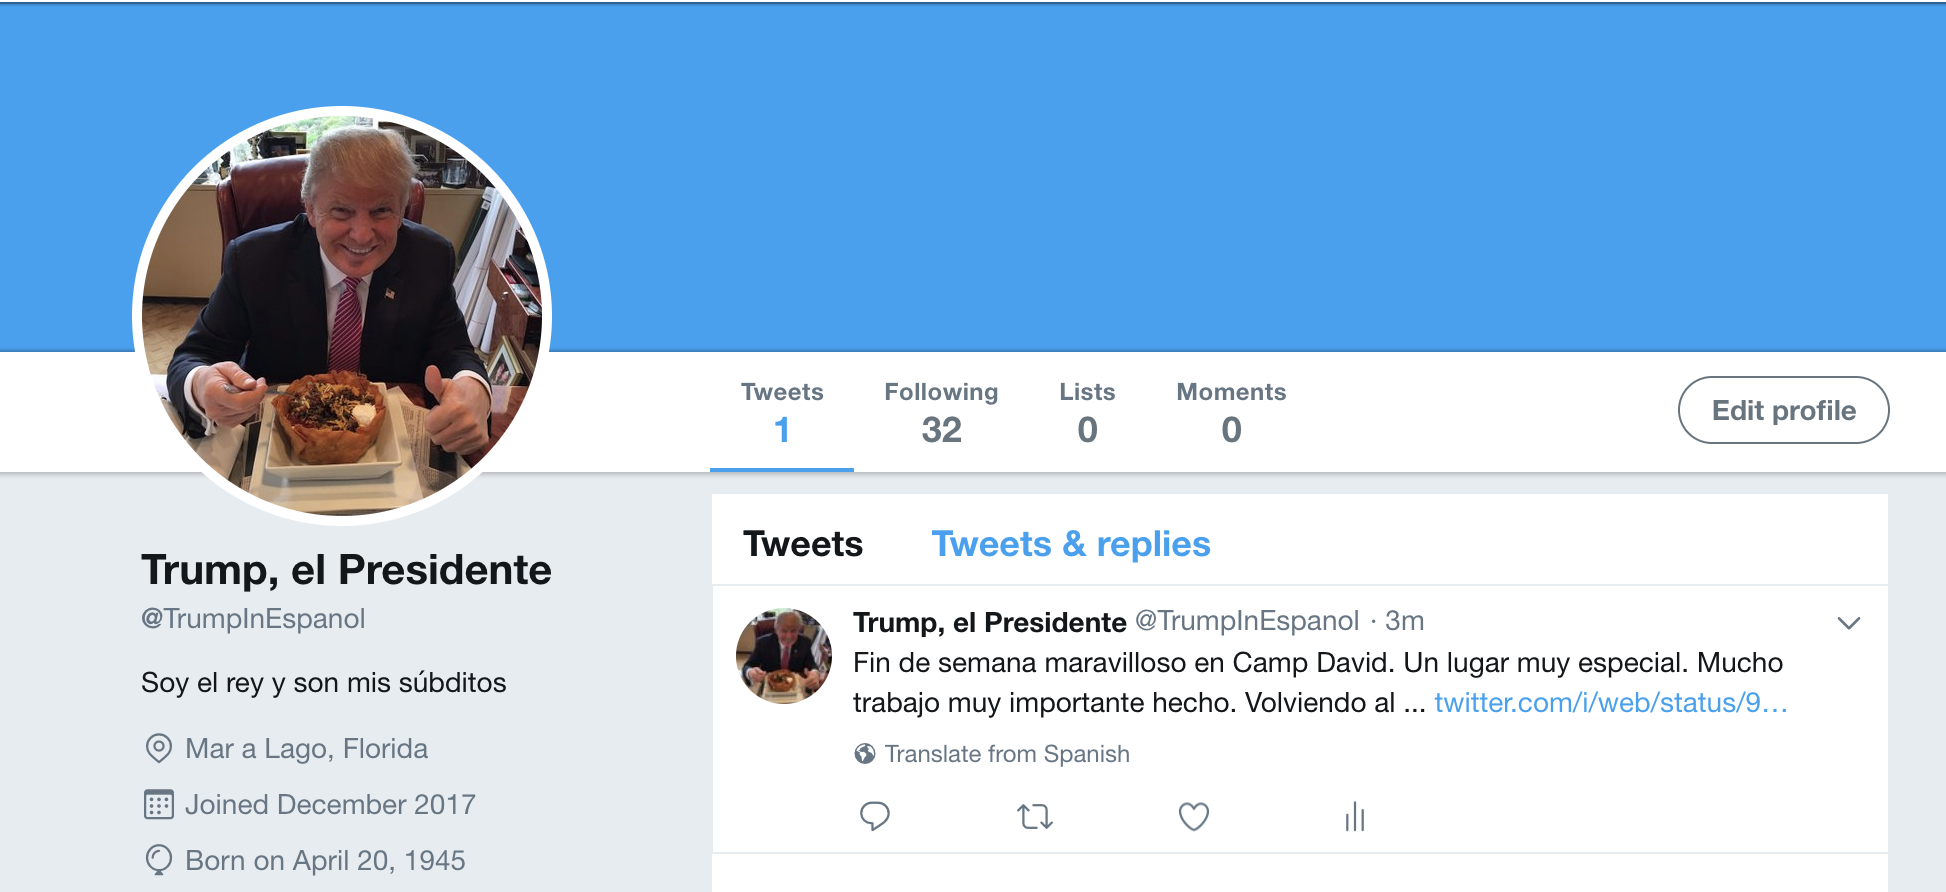 Tweets
1
Following
32
Lists
0
Moments
0
Edit profile
Trump, el Presidente
@TrumpInEspanol
Soy el rey y son mis súbditos
Mar a Lago, Florida
Joined December 2017
Born on April 20, 1945
Tweets
Tweets & replies
Trump, el Presidente @TrumpInEspanol · 3m
Fin de semana maravilloso en Camp David. Un lugar muy especial. Mucho
trabajo muy importante hecho. Volviendo al ... twitter.com/i/web/status/9…
Translate from Spanish